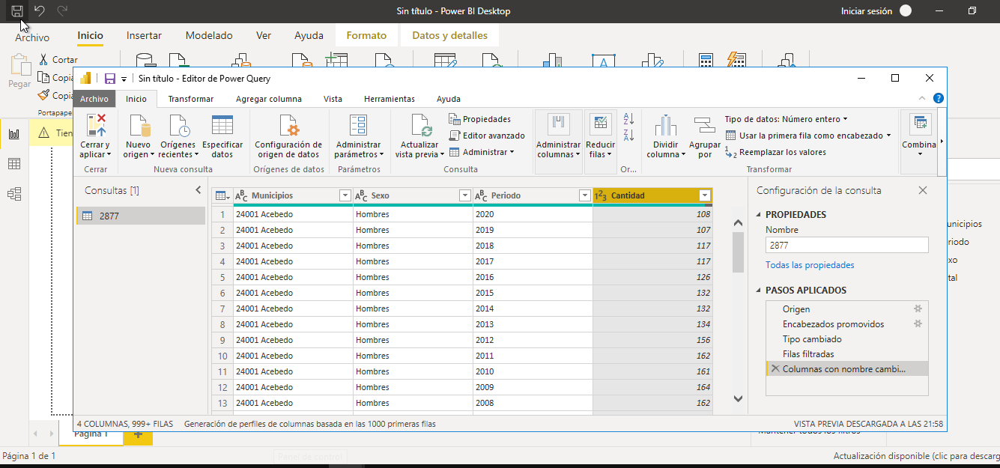 Sin título - Power BI Desktop
Iniciar sesión
Archivo Inicio Insertar Modelado Ver Ayuda Formato Datos y detalles
Pegar
Cortar
Copia
Copia
Portapape
Tien
Sin título - Editor de Power Query
Archivo Inicio Transformar Agregar columna Vista Herramientas Ayuda
Cerrar y aplicar
Cerrar
Nuevo origen
Orígenes recientes
Especificar datos
Nueva consulta
Configuración de origen de datos
Orígenes de datos
Administrar parámetros
Parámetros
Actualizar vista previa
Propiedades
Editor avanzado
Administrar
Consulta
Administrar columnas
Reducir filas
Or...
Dividir columna
Agrupar por
Tipo de datos: Número entero
Usar la primera fila como encabezado
Reemplazar los valores
Transformar
Combina
Consultas [1]
2877
Municipios Sexo Periodo Cantidad
1 24001 Acebedo Hombres 2020 108
2 24001 Acebedo Hombres 2019 107
3 24001 Acebedo Hombres 2018 117
4 24001 Acebedo Hombres 2017 117
5 24001 Acebedo Hombres 2016 126
6 24001 Acebedo Hombres 2015 132
7 24001 Acebedo Hombres 2014 132
8 24001 Acebedo Hombres 2013 134
9 24001 Acebedo Hombres 2012 156
10 24001 Acebedo Hombres 2011 162
11 24001 Acebedo Hombres 2010 161
12 24001 Acebedo Hombres 2009 164
13 24001 Acebedo Hombres 2008 162
Configuración de la consulta
PROPIEDADES
Nombre
2877
Todas las propiedades
PASOS APLICADOS
Origen
Encabezados promovidos
Tipo cambiado
Filas filtradas
Columnas con nombre cambi...
unicipios
riodo
xo
tal
4 COLUMNAS, 999+ FILAS Generación de perfiles de columnas basada en las 1000 primeras filas
VISTA PREVIA DESCARGADA A LAS 21:58
Página 1
Mantener todos los filtros
Página 1 de 1
Panel de control
Actualización disponible (clic para descarg